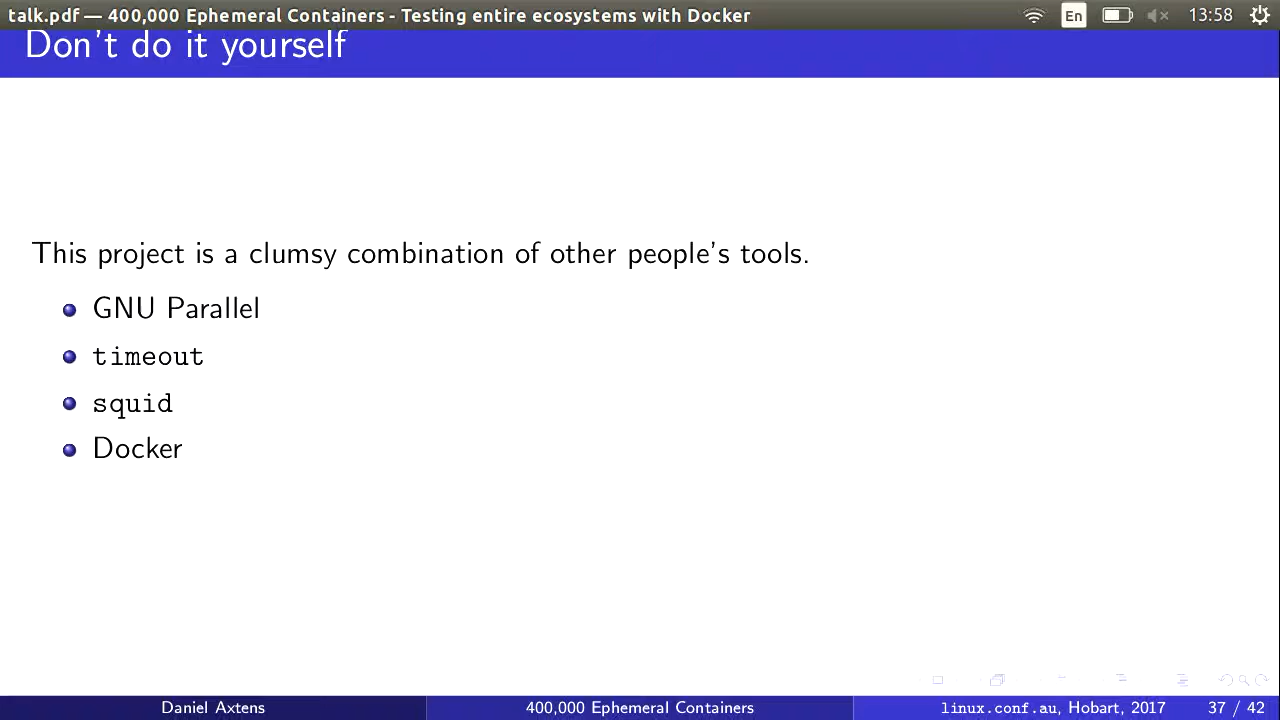 talk.pdf — 400,000 Ephemeral Containers - Testing entire ecosystems with Docker
En
13:58
Don't do it yourself
This project is a clumsy combination of other people's tools.
GNU Parallel
timeout
squid
Docker
Daniel Axtens
400,000 Ephemeral Containers
linux.conf.au, Hobart, 2017
37 / 42